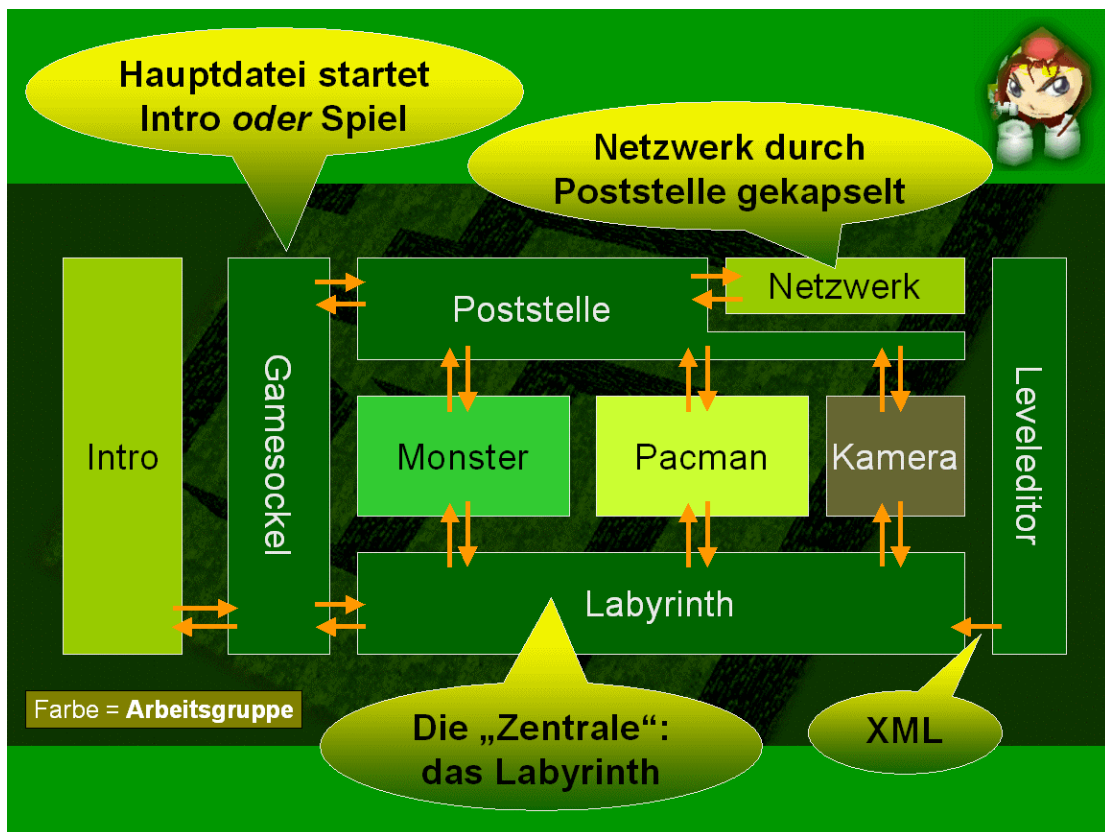 Hauptdatei startet
Intro oder Spiel
Netzwerk durch
Poststelle gekapselt
Intro
Gamesockel
Poststelle
Netzwerk
Monster
Pacman
Kamera
Leveleditor
Labyrinth
Farbe = Arbeitsgruppe
Die „Zentrale“:
das Labyrinth
XML